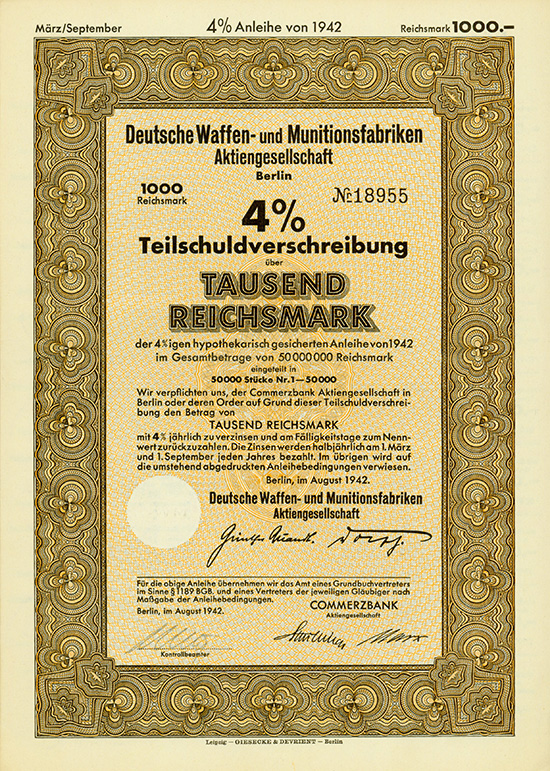 März/September 4% Anleihe von 1942 Reichsmark 1000.–
Deutsche Waffen- und Munitionsfabriken
Aktiengesellschaft
Berlin
1000 № 18955
Reichsmark
4%
Teilschuldverschreibung
über
TAUSEND
REICHSMARK
der 4%igen hypothekarisch gesicherten Anleihe von 1942
im Gesamtbetrage von 50 000 000 Reichsmark
eingeteilt in
50000 Stücke Nr. 1—50000
Wir verpflichten uns, der Commerzbank Aktiengesellschaft in
Berlin oder deren Order auf Grund dieser Teilschuldverschrei-
bung den Betrag von
TAUSEND REICHSMARK
mit 4% jährlich zu verzinsen und am Fälligkeitstage zum Nenn-
wert zurückzuzahlen. Die Zinsen werden halbjährlich am 1. März
und 1. September jeden Jahres bezahlt. Im übrigen wird auf
die umstehend abgedruckten Anleihebedingungen verwiesen.
Berlin, im August 1942.
Deutsche Waffen- und Munitionsfabriken
Aktiengesellschaft
Günther Quandt
Für die obige Anleihe übernehmen wir das Amt eines Grundbuchvertreters
im Sinne § 1189 BGB. und eines Vertreters der jeweiligen Gläubiger nach
Maßgabe der Anleihebedingungen.
Berlin, im August 1942.
COMMERZBANK
Aktiengesellschaft
Kontrollbeamter
Leipzig — GIESECKE & DEVRIENT — Berlin